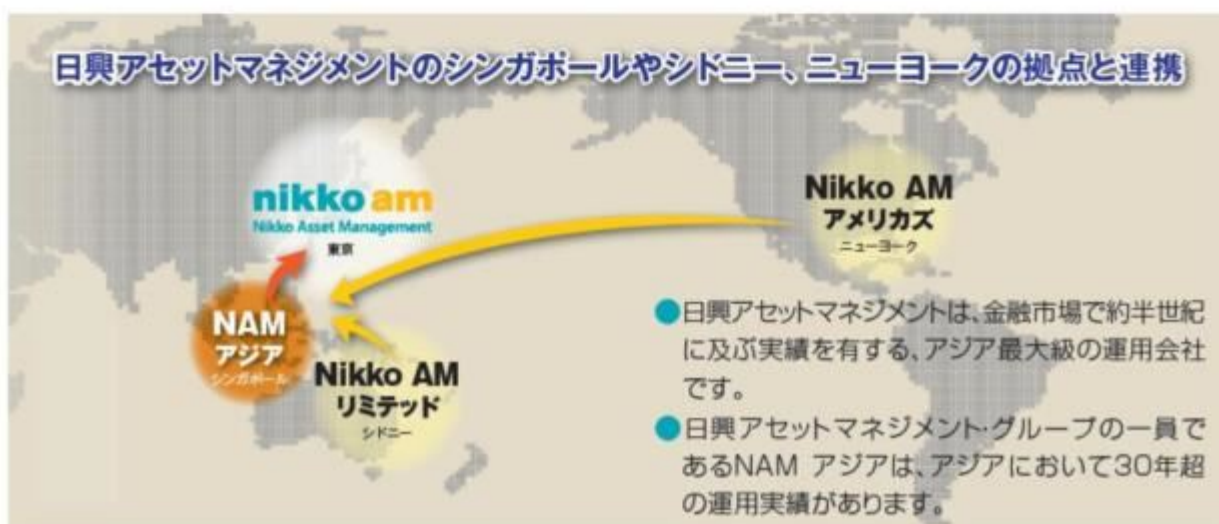 日興アセットマネジメントのシンガポールやシドニー、ニューヨークの拠点と連携
nikko am
Nikko Asset Management
東京
Nikko AM
アメリカズ
ニューヨーク
NAM
アジア
シンガポール
Nikko AM
リミテッド
シドニー
●日興アセットマネジメントは、金融市場で約半世紀
に及ぶ実績を有する、アジア最大級の運用会社
です。
●日興アセットマネジメント・グループの一員で
あるNAM アジアは、アジアにおいて30年超
の運用実績があります。